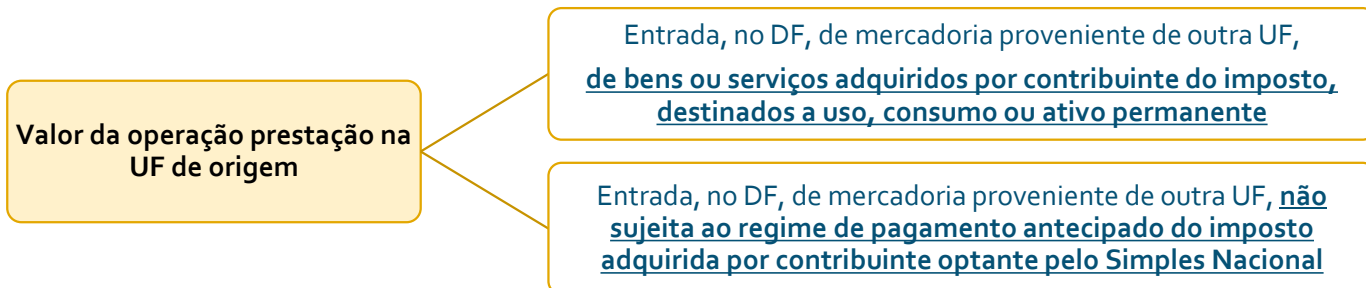 Valor da operação prestação na
UF de origem
Entrada, no DF, de mercadoria proveniente de outra UF,
de bens ou serviços adquiridos por contribuinte do imposto,
destinados a uso, consumo ou ativo permanente
Entrada, no DF, de mercadoria proveniente de outra UF, não
sujeita ao regime de pagamento antecipado do imposto
adquirida por contribuinte optante pelo Simples Nacional